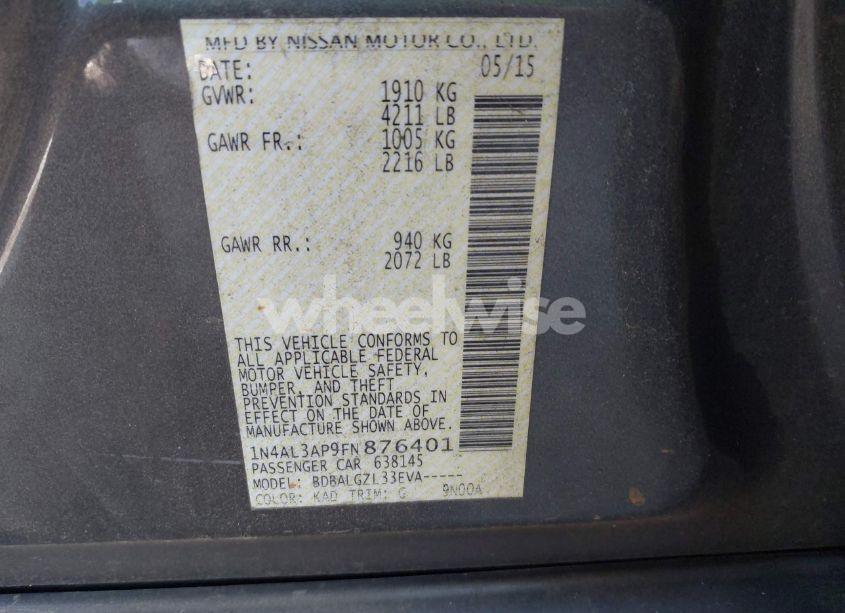 MFD BY NISSAN MOTOR CO., LTD.
DATE: 05/15
GVWR: 1910 KG
4211 LB
GAWR FR.: 1005 KG
2216 LB
GAWR RR.: 940 KG
2072 LB
wheelwise
THIS VEHICLE CONFORMS TO
ALL APPLICABLE FEDERAL
MOTOR VEHICLE SAFETY,
BUMPER, AND THEFT
PREVENTION STANDARDS IN
EFFECT ON THE DATE OF
MANUFACTURE SHOWN ABOVE.
1N4AL3AP9FN876401
PASSENGER CAR 638145
MODEL: BDBALGZL33EVA-----
COLOR: KAD TRIM: G 9N00A